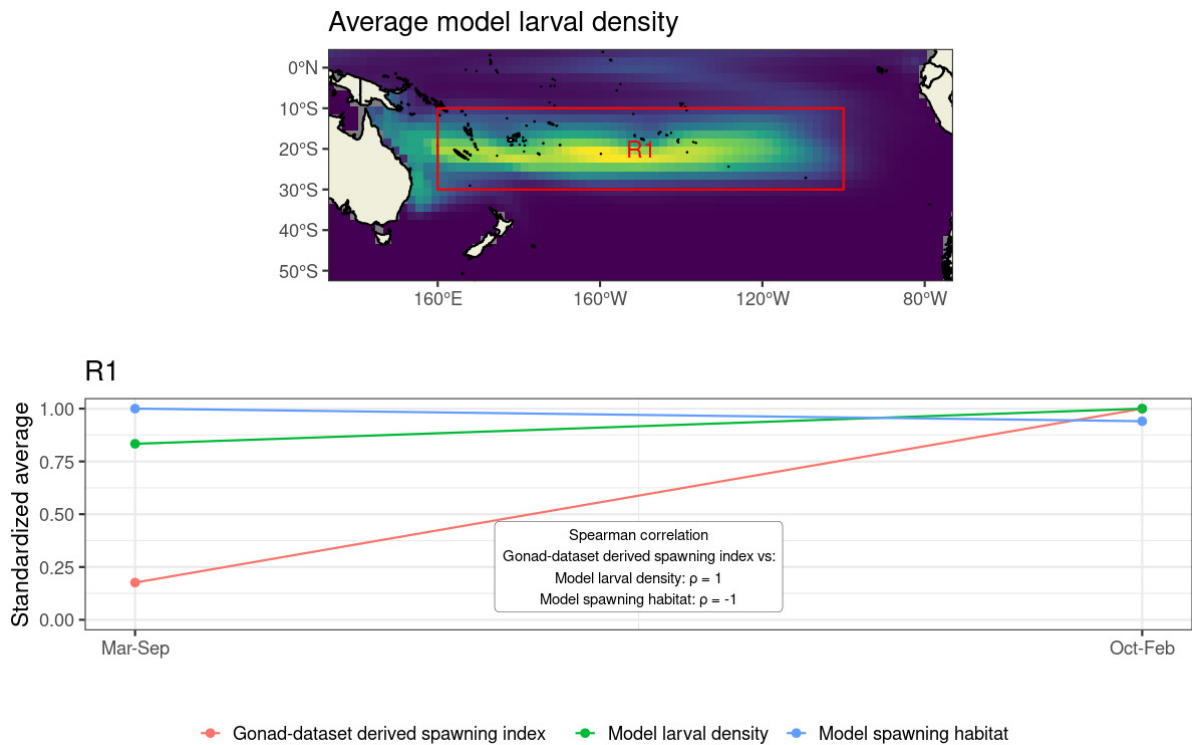 Average model larval density
0°N
10°S
20°S
30°S
40°S
50°S
R1
160°E
160°W
120°W
80°W
R1
Standardized average
1.00
0.75
0.50
0.25
0.00
Spearman correlation
Gonad-dataset derived spawning index vs:
Model larval density: ρ = 1
Model spawning habitat: ρ = -1
Mar-Sep
Oct-Feb
Gonad-dataset derived spawning index
Model larval density
Model spawning habitat